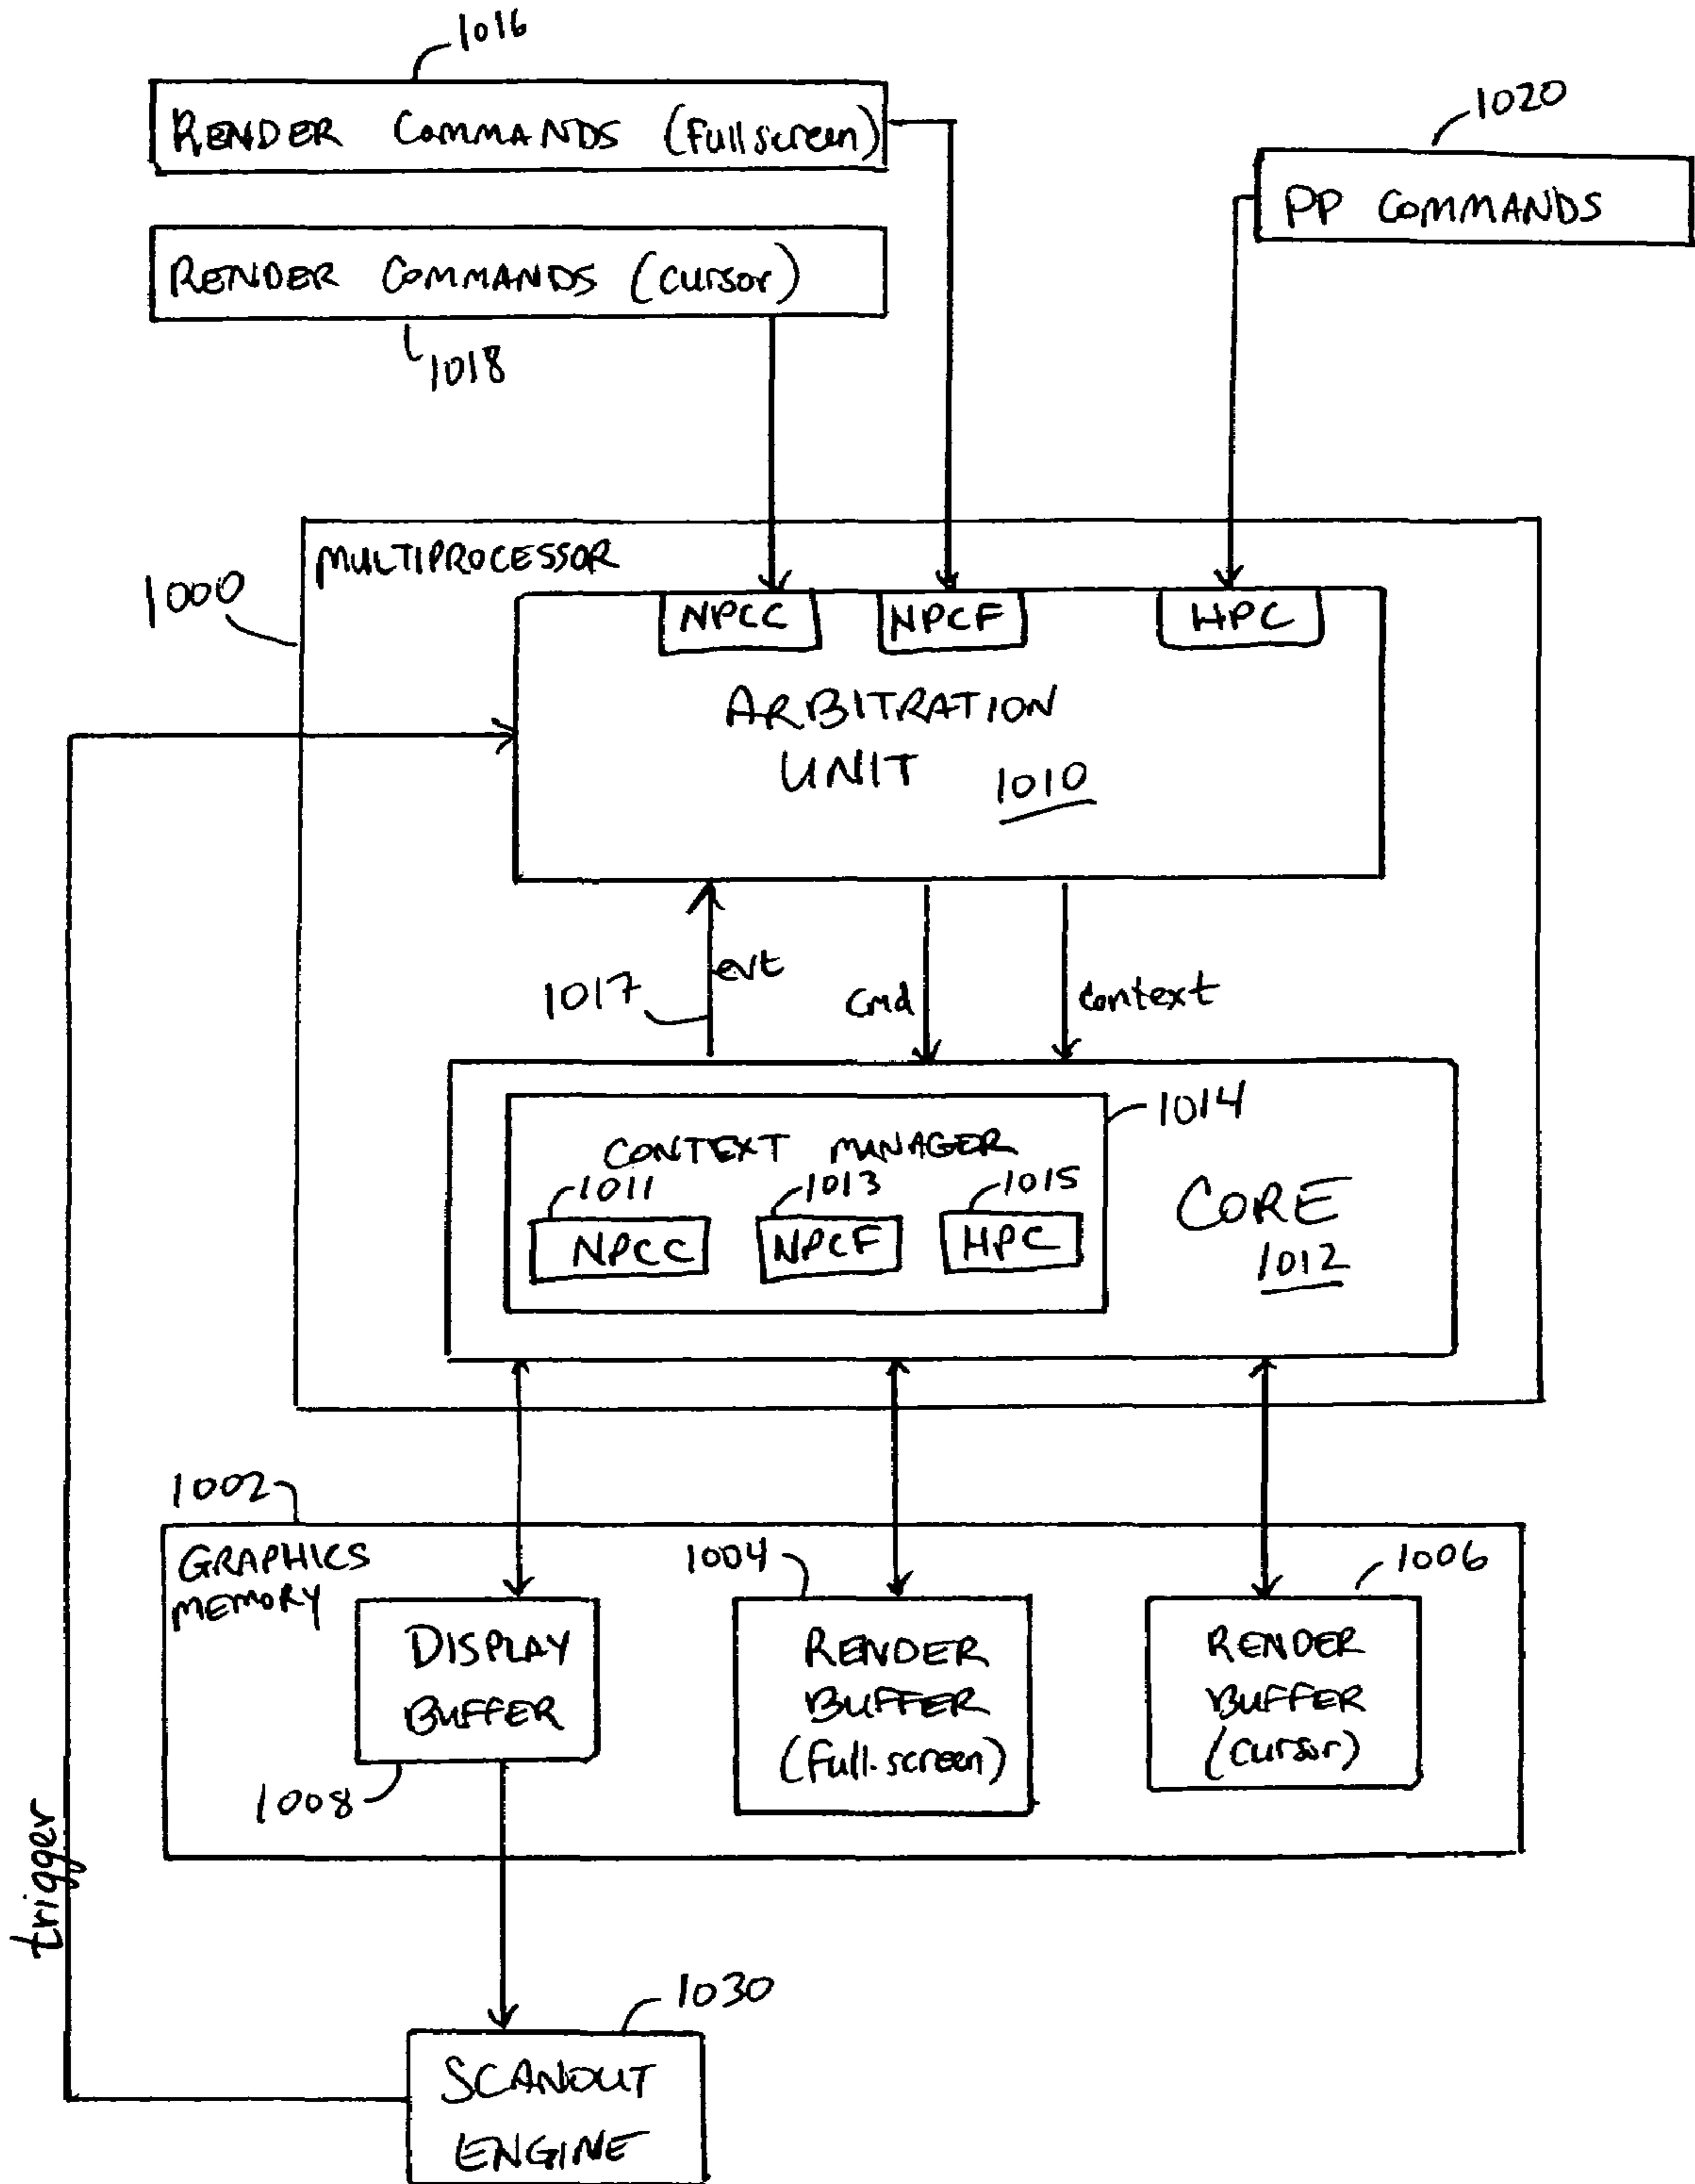 1016
RENDER COMMANDS (Fullscreen)
1020
PP COMMANDS
RENDER COMMANDS (cursor)
1018
MULTIPROCESSOR
1000
NPCC
NPCF
HPC
ARBITRATION
UNIT
1010
evt
1017
cmd
context
1014
CONTEXT MANAGER
1011
1013
1015
NPCC
NPCF
HPC
CORE
1012
1002
GRAPHICS
MEMORY
1004
1006
DISPLAY
BUFFER
1008
RENDER
BUFFER
(Full-screen)
RENDER
BUFFER
(cursor)
trigger
1030
SCANOUT
ENGINE